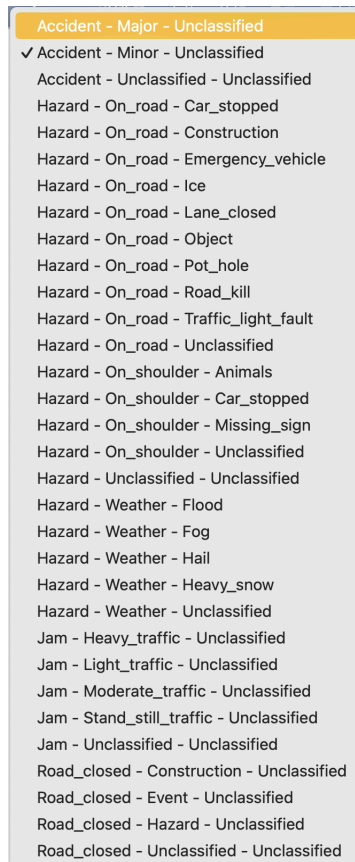 Accident - Major - Unclassified
✓ Accident - Minor - Unclassified
Accident - Unclassified - Unclassified
Hazard - On_road - Car_stopped
Hazard - On_road - Construction
Hazard - On_road - Emergency_vehicle
Hazard - On_road - Ice
Hazard - On_road - Lane_closed
Hazard - On_road - Object
Hazard - On_road - Pot_hole
Hazard - On_road - Road_kill
Hazard - On_road - Traffic_light_fault
Hazard - On_road - Unclassified
Hazard - On_shoulder - Animals
Hazard - On_shoulder - Car_stopped
Hazard - On_shoulder - Missing_sign
Hazard - On_shoulder - Unclassified
Hazard - Unclassified - Unclassified
Hazard - Weather - Flood
Hazard - Weather - Fog
Hazard - Weather - Hail
Hazard - Weather - Heavy_snow
Hazard - Weather - Unclassified
Jam - Heavy_traffic - Unclassified
Jam - Light_traffic - Unclassified
Jam - Moderate_traffic - Unclassified
Jam - Stand_still_traffic - Unclassified
Jam - Unclassified - Unclassified
Road_closed - Construction - Unclassified
Road_closed - Event - Unclassified
Road_closed - Hazard - Unclassified
Road_closed - Unclassified - Unclassified